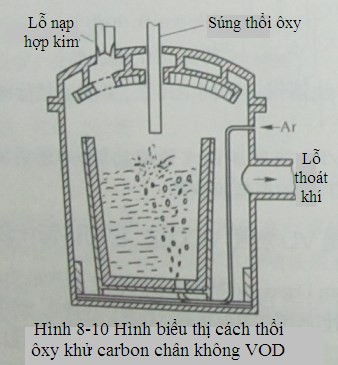 Lỗ nạp
hợp kim
Súng thổi ôxy
Ar
Lỗ
thoát
khí
Hình 8-10 Hình biểu thị cách thổi
ôxy khử carbon chân không VOD